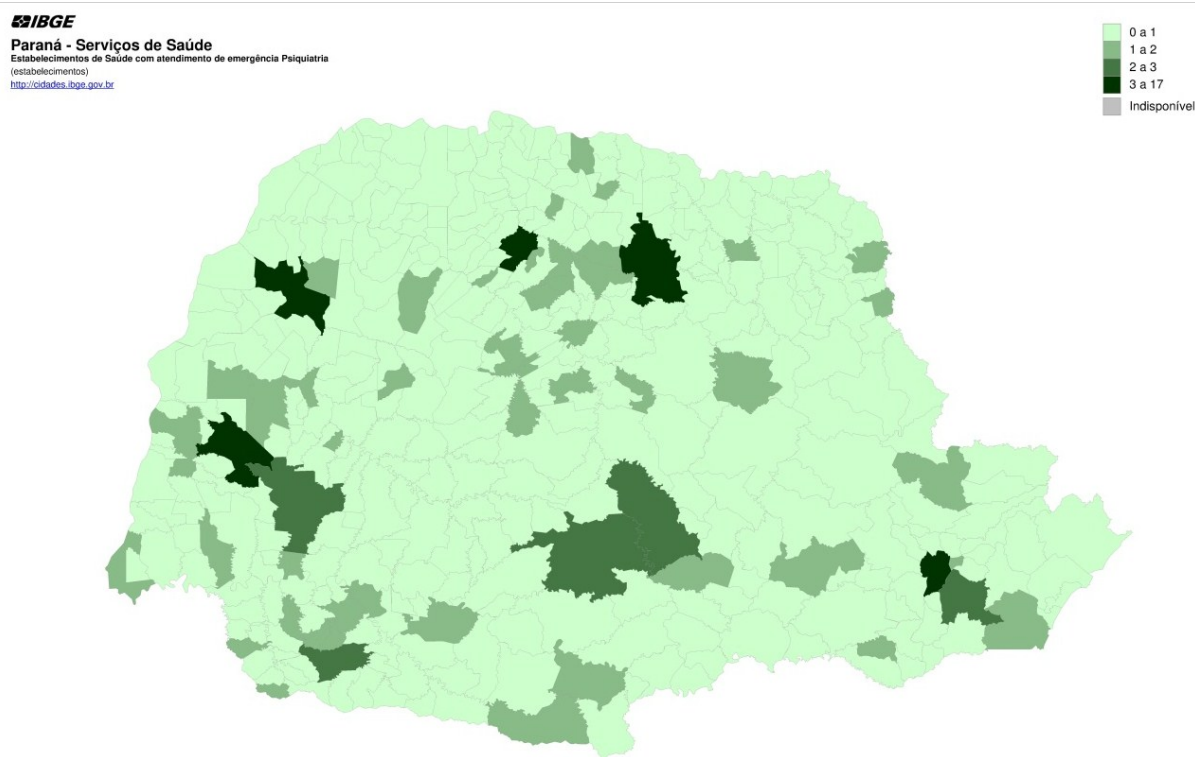 IBGE
Paraná - Serviços de Saúde
Estabelecimentos de Saúde com atendimento de emergência Psiquiatria
(estabelecimentos)
http://cidades.ibge.gov.br
0 a 1
1 a 2
2 a 3
3 a 17
Indisponível